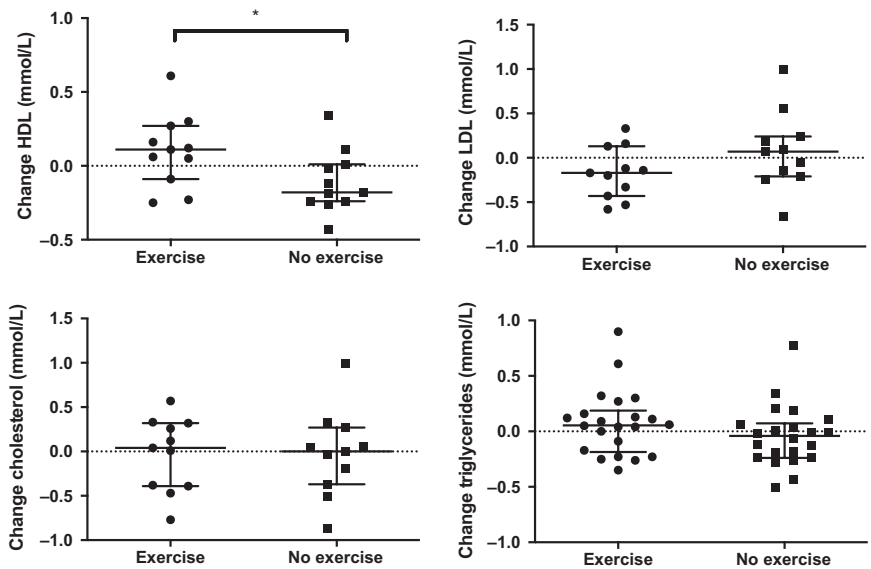 *
Change HDL (mmol/L)
1.0
0.5
0.0
–0.5
Exercise
No exercise
Change LDL (mmol/L)
1.5
1.0
0.5
0.0
–0.5
–1.0
Exercise
No exercise
Change cholesterol (mmol/L)
1.5
1.0
0.5
0.0
–0.5
–1.0
Exercise
No exercise
Change triglycerides (mmol/L)
1.0
0.5
0.0
–0.5
–1.0
Exercise
No exercise